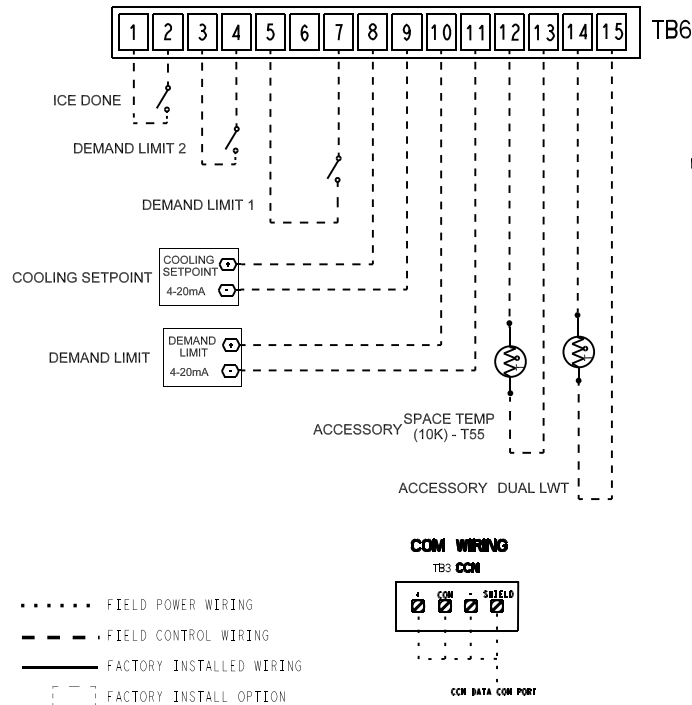 1 2 3 4 5 6 7 8 9 10 11 12 13 14 15 TB6
ICE DONE
DEMAND LIMIT 2
DEMAND LIMIT 1
COOLING SETPOINT
COOLING
SETPOINT
+
4-20mA -
DEMAND LIMIT
DEMAND
LIMIT
+
4-20mA -
ACCESSORY
SPACE TEMP
(10K) - T55
ACCESSORY DUAL LWT
COM WIRING
TB3 CCN
+ COM - SHIELD
CCN DATA COM PORT
FIELD POWER WIRING
FIELD CONTROL WIRING
FACTORY INSTALLED WIRING
FACTORY INSTALL OPTION